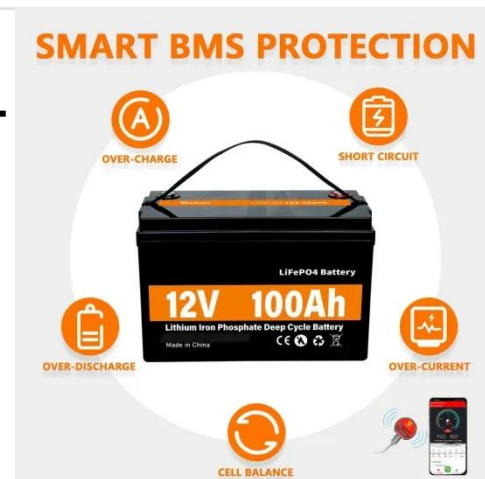 SMART BMS PROTECTION
OVER-CHARGE
SHORT CIRCUIT
LiFePO4 Battery
12V 100Ah
Lithium Iron Phosphate Deep Cycle Battery
Made in China
CE
OVER-DISCHARGE
OVER-CURRENT
CELL BALANCE